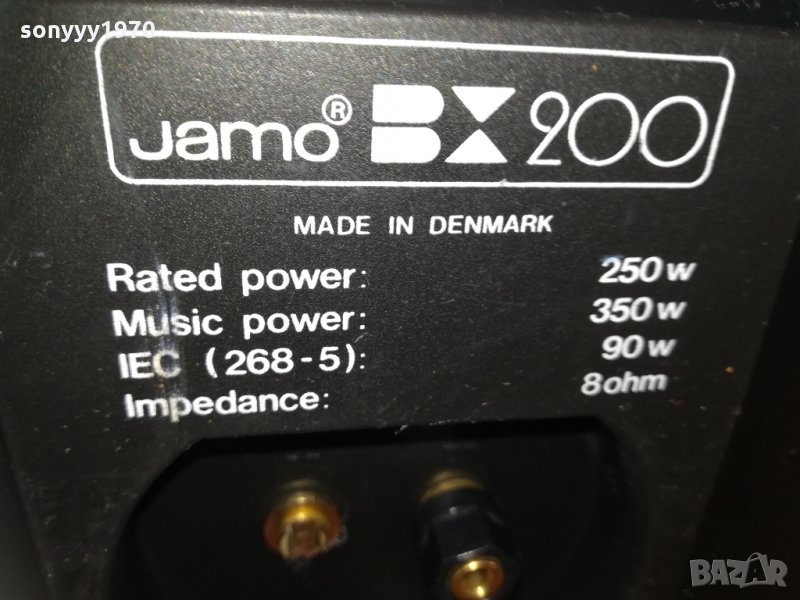 sonyyy1970
Jamo® BX 200
MADE IN DENMARK
Rated power: 250w
Music power: 350w
IEC (268-5): 90w
Impedance: 8ohm
BAZAR